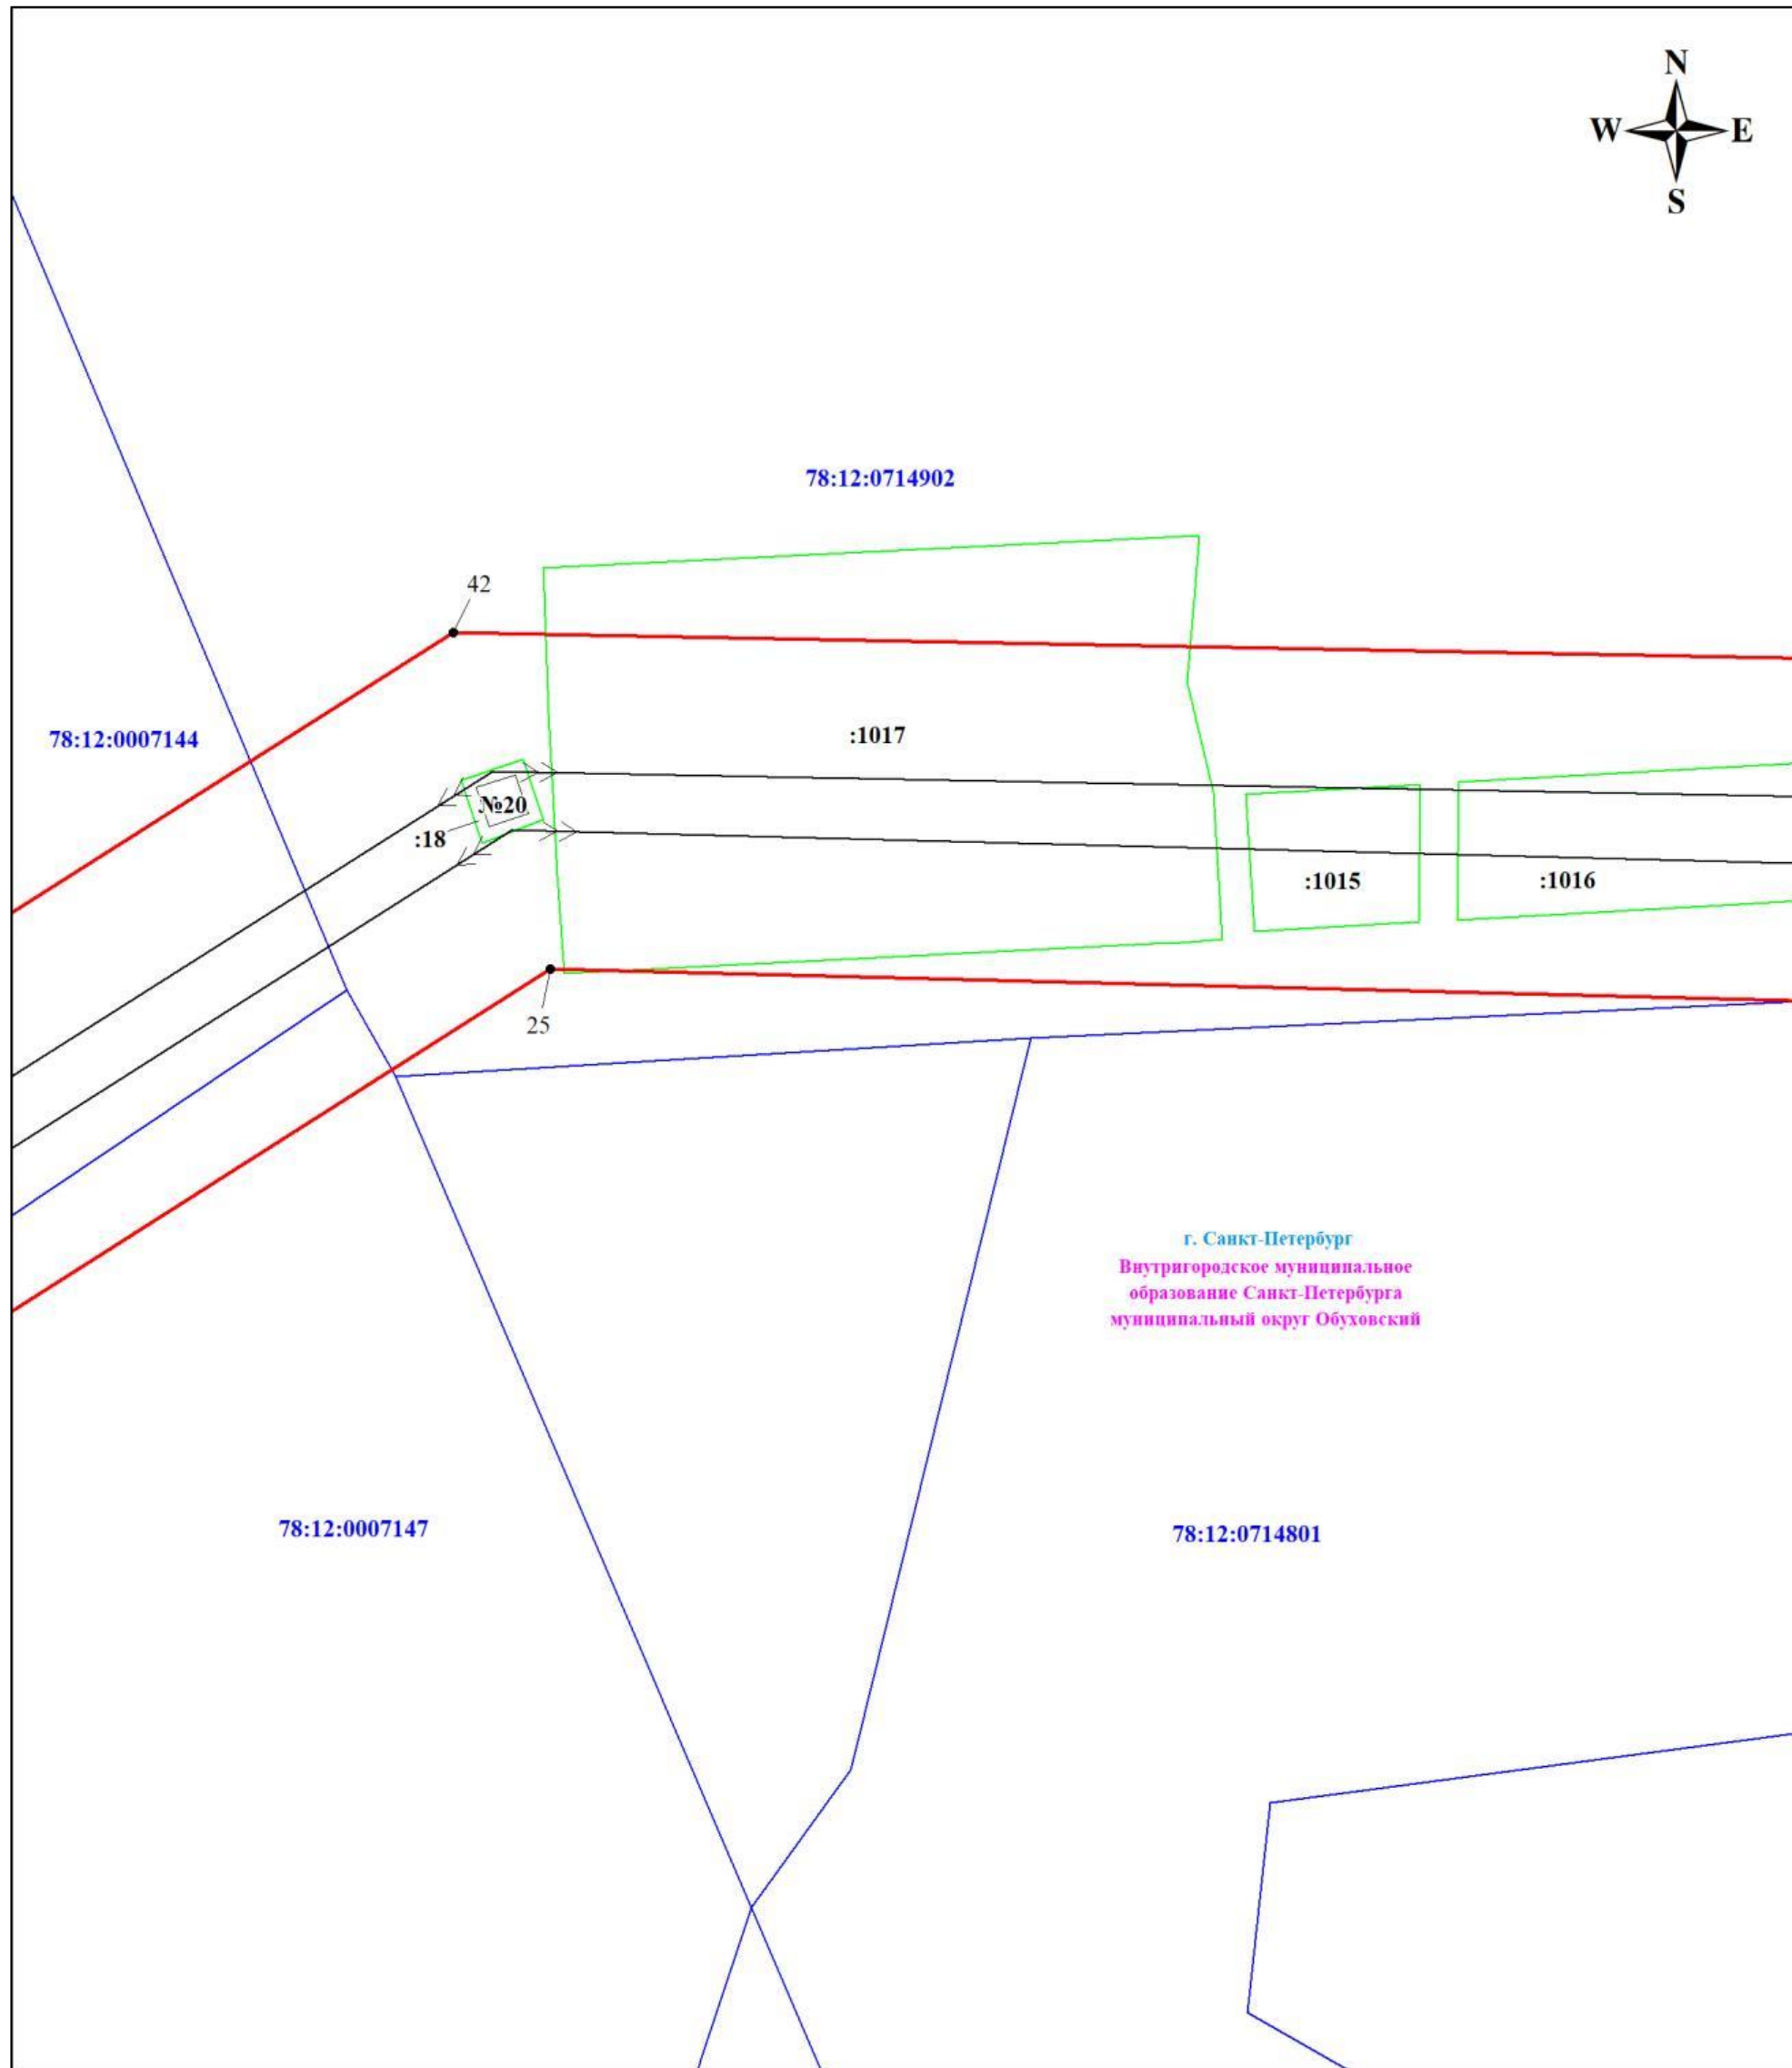 N
W E
S
78:12:0714902
42
78:12:0007144
:1017
№20
:18
:1015
:1016
25
г. Санкт-Петербург
Внутригородское муниципальное
образование Санкт-Петербурга
муниципальный округ Обуховский
78:12:0007147
78:12:0714801